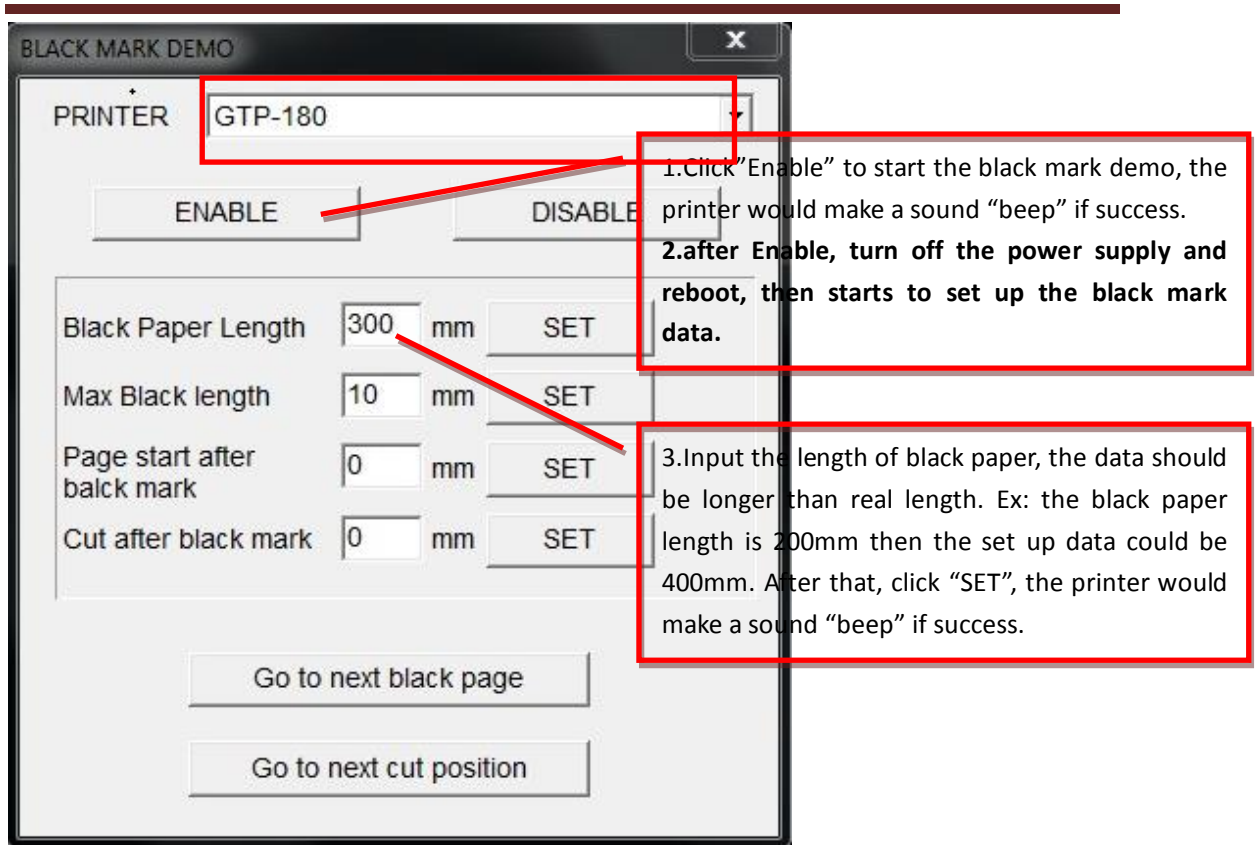 BLACK MARK DEMO
x
PRINTER GTP-180
ENABLE DISABLE
1.Click”Enable” to start the black mark demo, the
printer would make a sound “beep” if success.
2.after Enable, turn off the power supply and
reboot, then starts to set up the black mark
data.
Black Paper Length 300 mm SET
Max Black length 10 mm SET
Page start after
balck mark 0 mm SET
Cut after black mark 0 mm SET
3.Input the length of black paper, the data should
be longer than real length. Ex: the black paper
length is 200mm then the set up data could be
400mm. After that, click “SET”, the printer would
make a sound “beep” if success.
Go to next black page
Go to next cut position